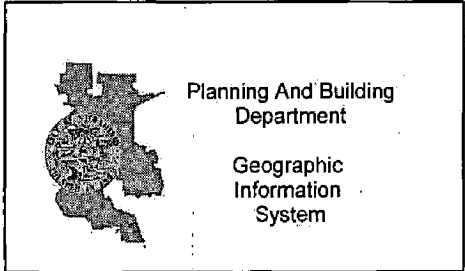 Planning And Building
Department
Geographic
Information
System